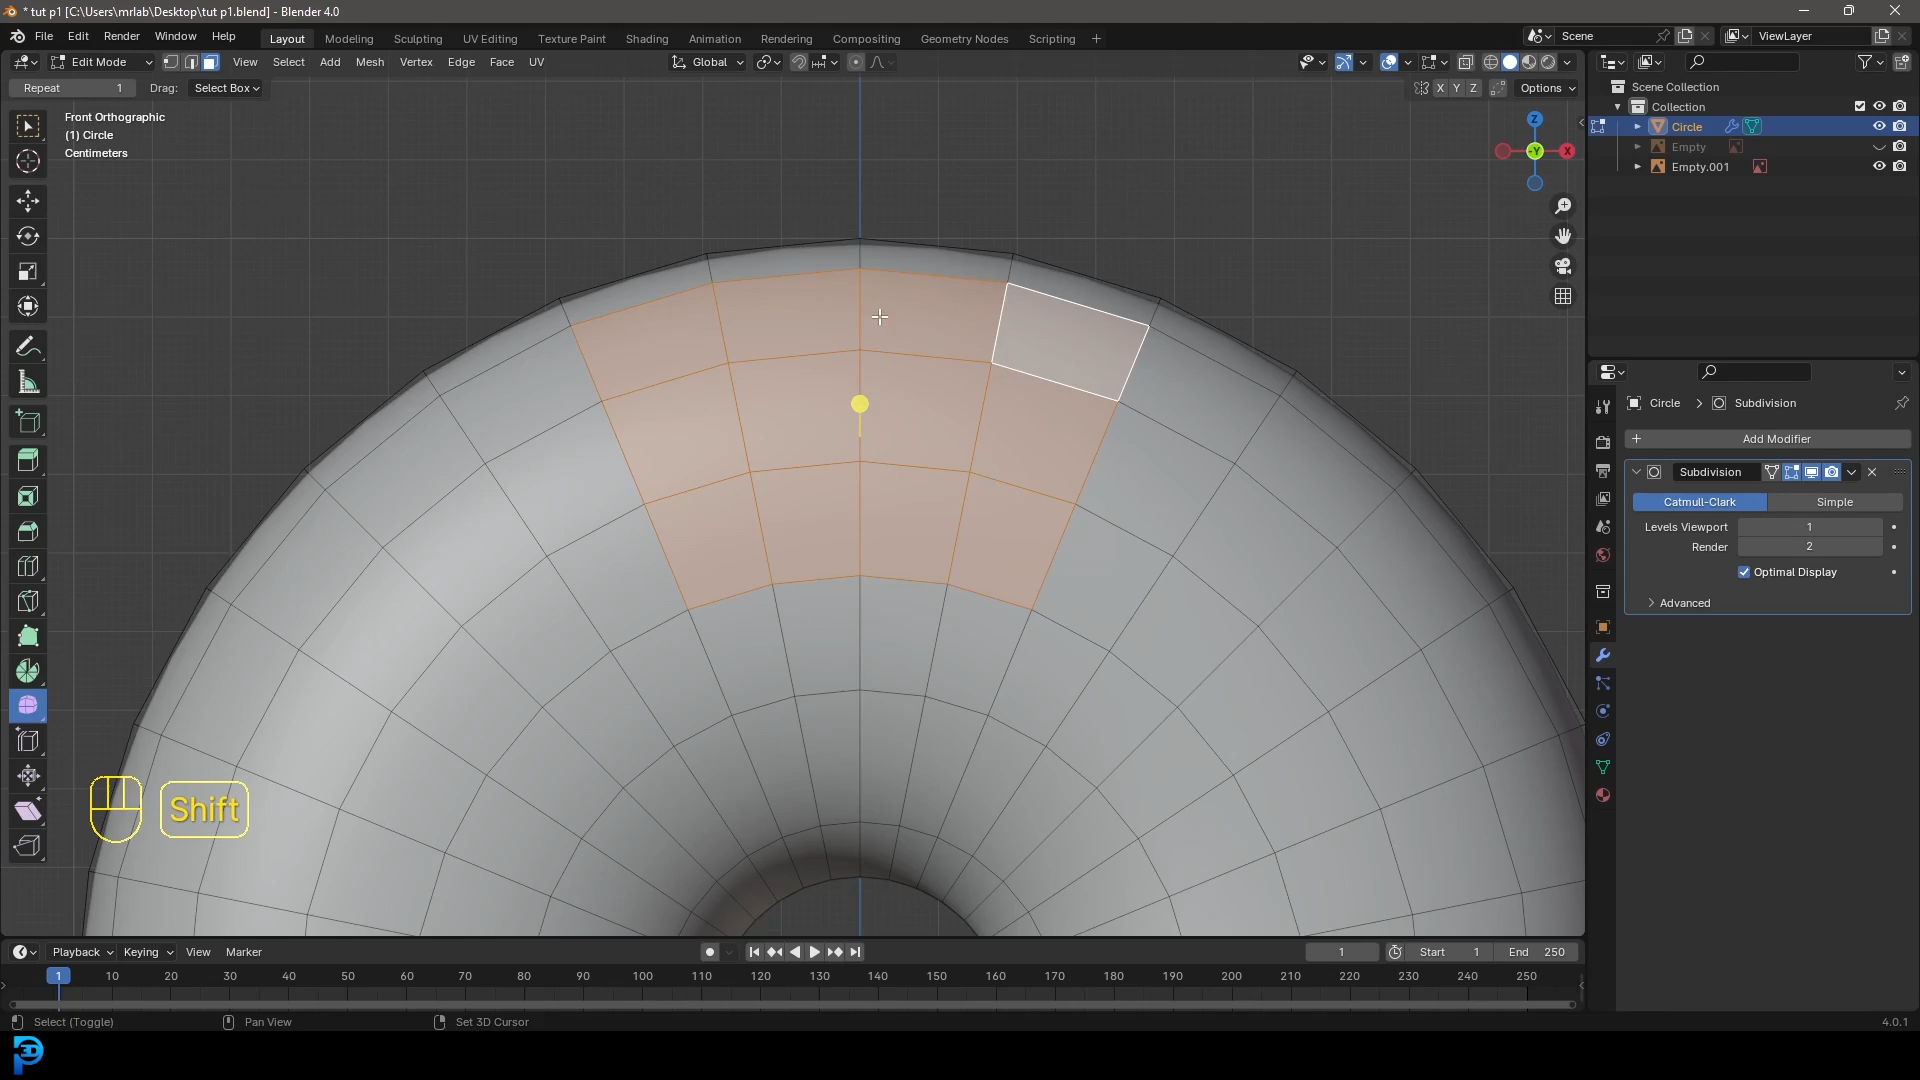 * tut p1 [C:\Users\mrlab\Desktop\tut p1.blend] - Blender 4.0
File Edit Render Window Help Layout Modeling Sculpting UV Editing Texture Paint Shading Animation Rendering Compositing Geometry Nodes Scripting + Scene ViewLayer
Edit Mode View Select Add Mesh Vertex Edge Face UV Global
Repeat 1 Drag: Select Box X Y Z Options
Front Orthographic
(1) Circle
Centimeters
Z
-Y
X
Shift
Scene Collection
Collection
Circle
Empty
Empty.001
Circle > Subdivision
+ Add Modifier
Subdivision
Catmull-Clark Simple
Levels Viewport 1
Render 2
Optimal Display
Advanced
Playback Keying View Marker 1 Start 1 End 250
1 10 20 30 40 50 60 70 80 90 100 110 120 130 140 150 160 170 180 190 200 210 220 230 240 250
Select (Toggle) Pan View Set 3D Cursor 4.0.1
3D